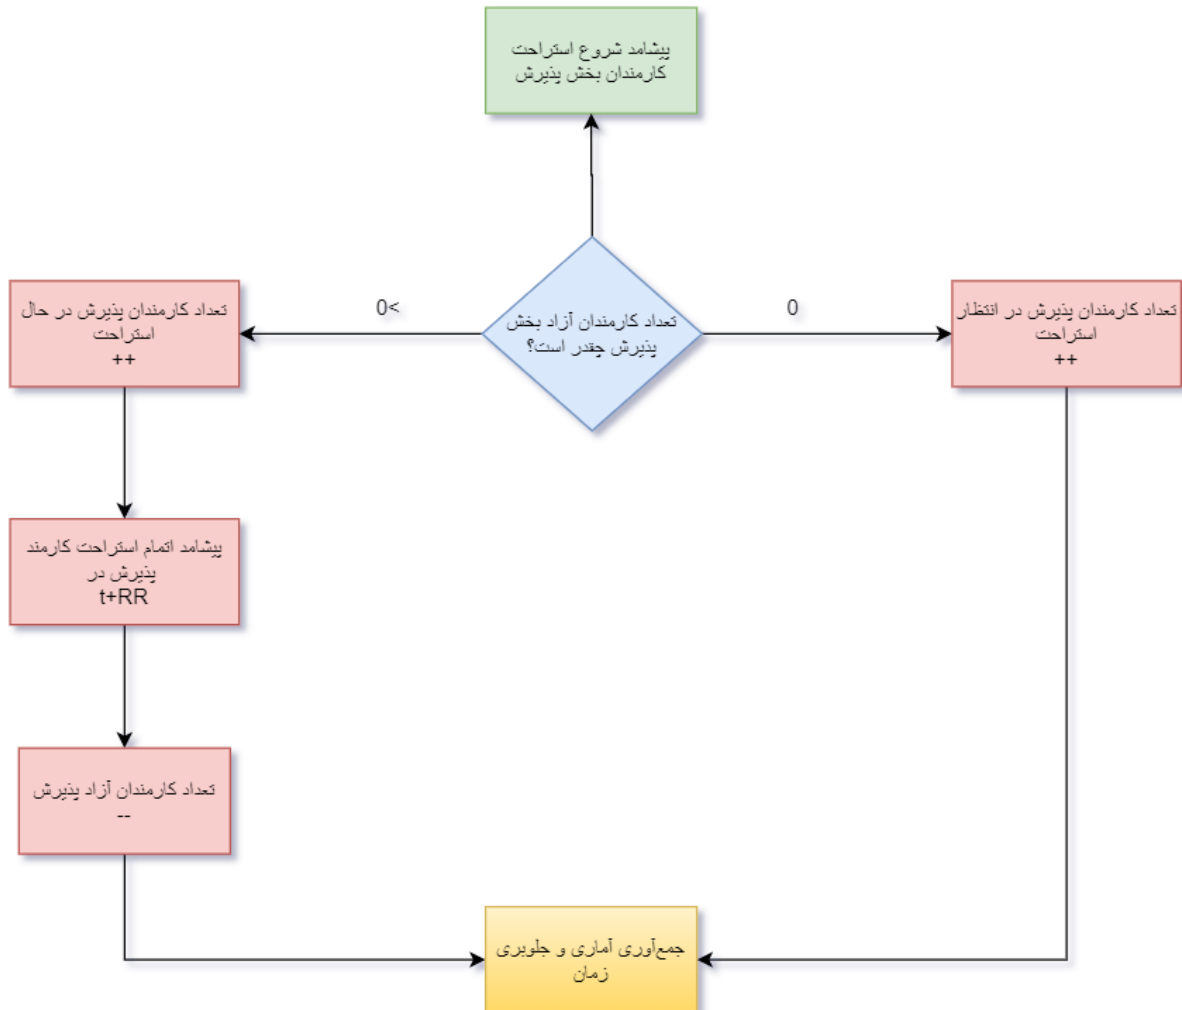 پیشامد شروع استراحت
کارمندان بخش پذیرش
تعداد کارمندان پذیرش در حال
استراحت
++
0<
تعداد کارمندان آزاد بخش
پذیرش چقدر است؟
0
تعداد کارمندان پذیرش در انتظار
استراحت
++
پیشامد اتمام استراحت کارمند
پذیرش در
t+RR
تعداد کارمندان آزاد پذیرش
--
جمع‌آوری آماری و جلوبری
زمان